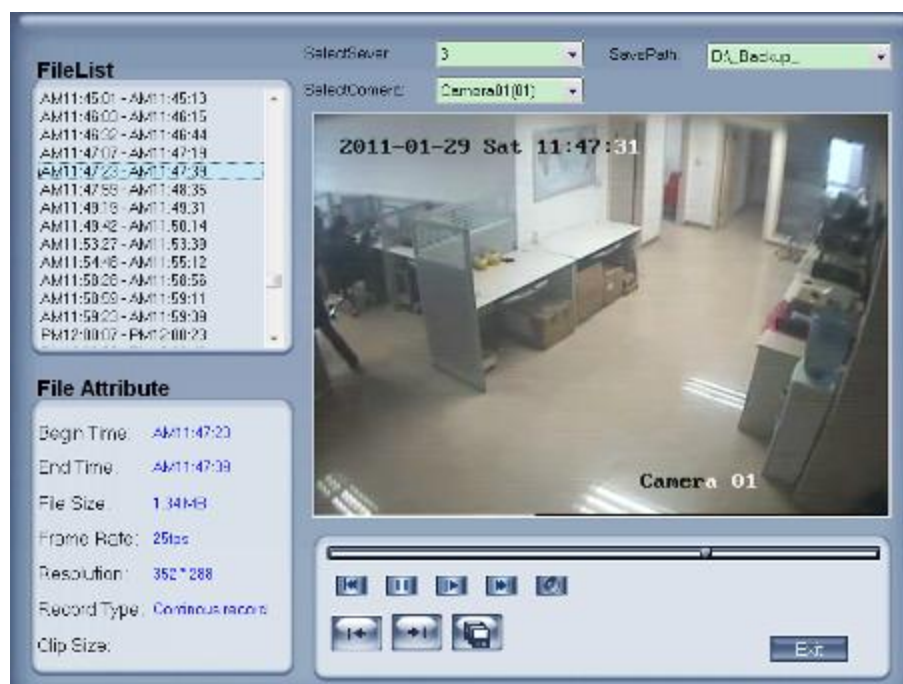 SelectSever 3 SavePath: D:\_Backup_
FileList
SelectCamera: Camera01(01)
AM11:45:01 - AM11:45:13
AM11:46:03 - AM11:46:15
AM11:46:32 - AM11:46:44
AM11:47:07 - AM11:47:19
AM11:47:23 - AM11:47:39
AM11:47:59 - AM11:48:35
AM11:49:19 - AM11:49:31
AM11:49:42 - AM11:50:14
AM11:53:27 - AM11:53:39
AM11:54:48 - AM11:55:12
AM11:58:28 - AM11:58:56
AM11:58:59 - AM11:59:11
AM11:59:23 - AM11:59:39
PM12:00:07 - PM12:00:23
2011-01-29 Sat 11:47:31
Camera 01
File Attribute
Begin Time: AM11:47:23
End Time: AM11:47:39
File Size: 1.34MB
Frame Rate: 25fps
Resolution: 352*288
Record Type: Continous record
Clip Size:
Exit